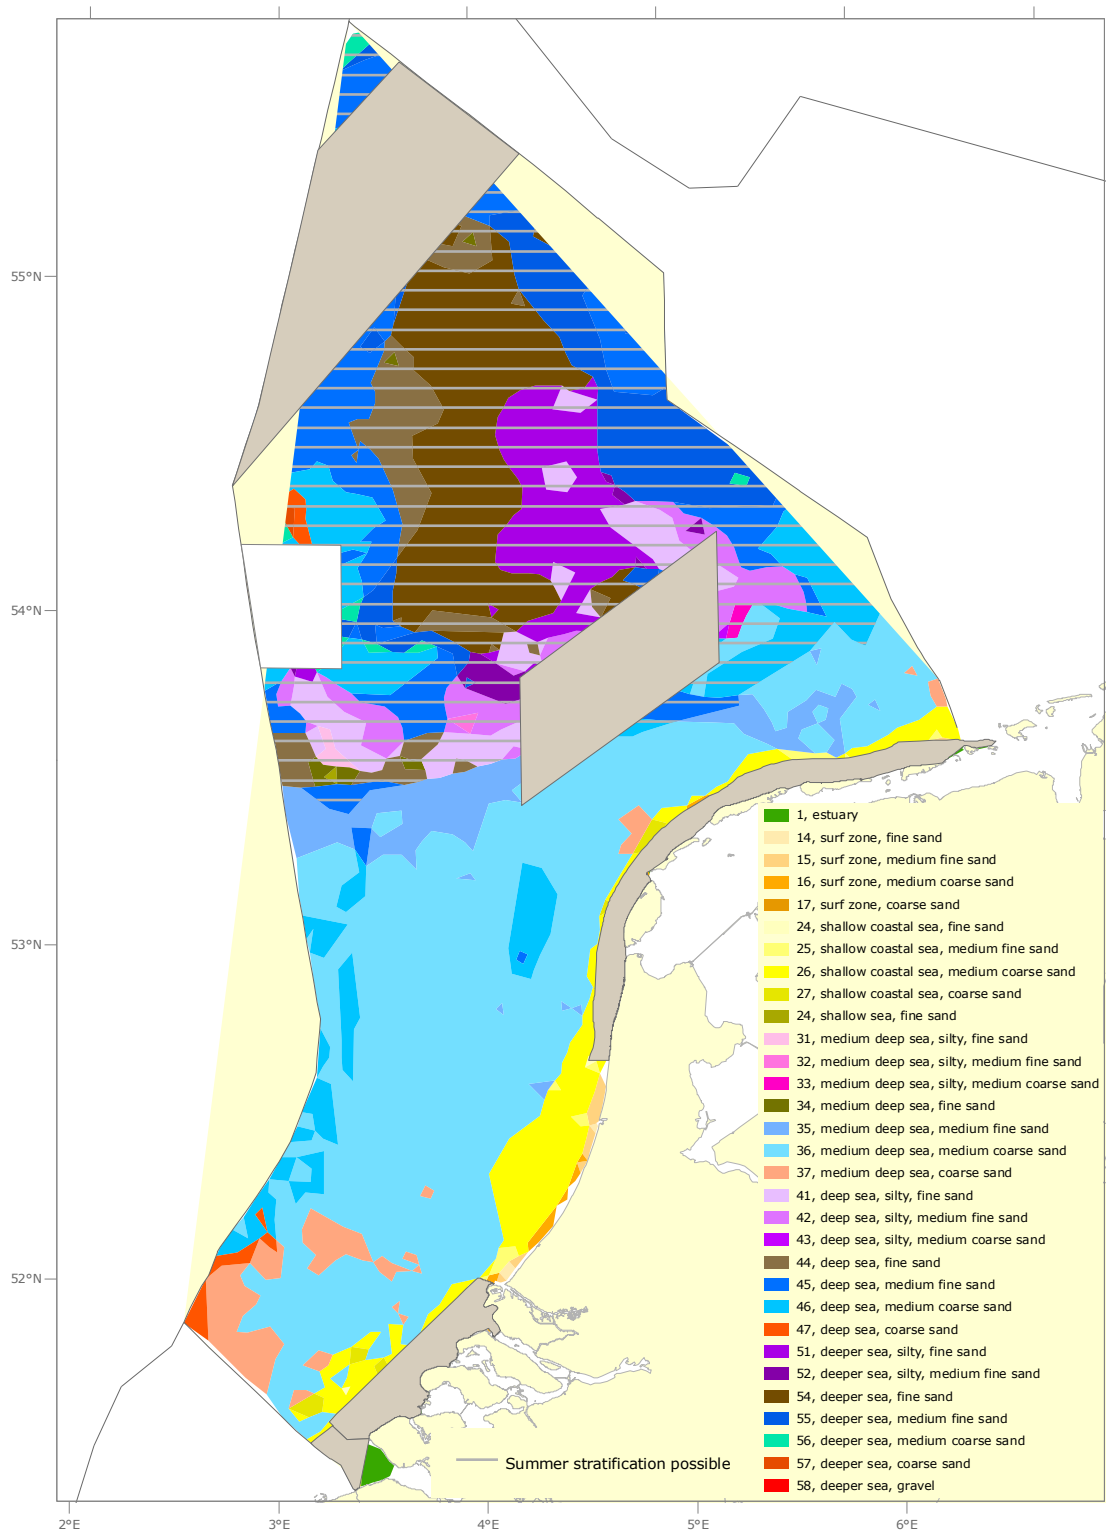 55°N
54°N
53°N
52°N
1, estuary
14, surf zone, fine sand
15, surf zone, medium fine sand
16, surf zone, medium coarse sand
17, surf zone, coarse sand
24, shallow coastal sea, fine sand
25, shallow coastal sea, medium fine sand
26, shallow coastal sea, medium coarse sand
27, shallow coastal sea, coarse sand
24, shallow sea, fine sand
31, medium deep sea, silty, fine sand
32, medium deep sea, silty, medium fine sand
33, medium deep sea, silty, medium coarse sand
34, medium deep sea, fine sand
35, medium deep sea, medium fine sand
36, medium deep sea, medium coarse sand
37, medium deep sea, coarse sand
41, deep sea, silty, fine sand
42, deep sea, silty, medium fine sand
43, deep sea, silty, medium coarse sand
44, deep sea, fine sand
45, deep sea, medium fine sand
46, deep sea, medium coarse sand
47, deep sea, coarse sand
51, deeper sea, silty, fine sand
52, deeper sea, silty, medium fine sand
54, deeper sea, fine sand
55, deeper sea, medium fine sand
56, deeper sea, medium coarse sand
57, deeper sea, coarse sand
58, deeper sea, gravel
Summer stratification possible
2°E
3°E
4°E
5°E
6°E